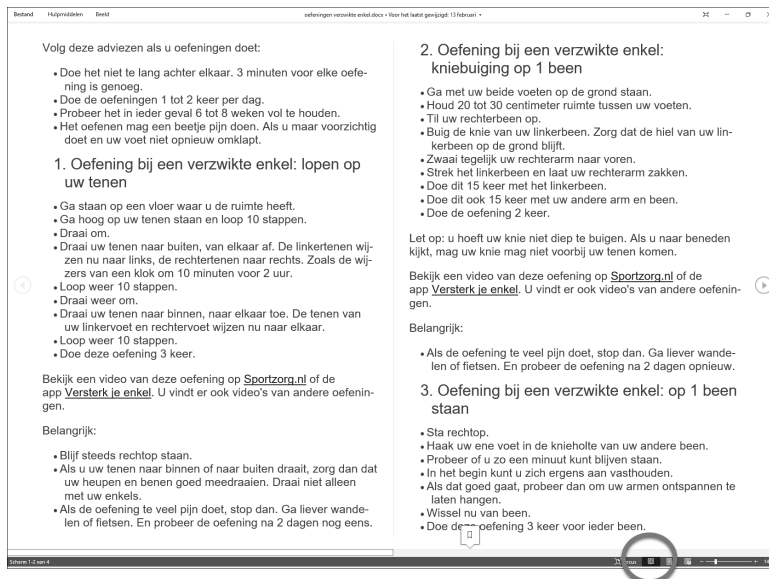 Bestand Hulpmiddelen Beeld
oefeningen verzwikte enkel.docx • Voor het laatst gewijzigd: 13 februari
Volg deze adviezen als u oefeningen doet:
• Doe het niet te lang achter elkaar. 3 minuten voor elke oefe-
ning is genoeg.
• Doe de oefeningen 1 tot 2 keer per dag.
• Probeer het in ieder geval 6 tot 8 weken vol te houden.
• Het oefenen mag een beetje pijn doen. Als u maar voorzichtig
doet en uw voet niet opnieuw omklapt.
1. Oefening bij een verzwikte enkel: lopen op
uw tenen
• Ga staan op een vloer waar u de ruimte heeft.
• Ga hoog op uw tenen staan en loop 10 stappen.
• Draai om.
• Draai uw tenen naar buiten, van elkaar af. De linkertenen wij-
zen nu naar links, de rechtertenen naar rechts. Zoals de wij-
zers van een klok om 10 minuten voor 2 uur.
• Loop weer 10 stappen.
• Draai weer om.
• Draai uw tenen naar binnen, naar elkaar toe. De tenen van
uw linkervoet en rechtervoet wijzen nu naar elkaar.
• Loop weer 10 stappen.
• Doe deze oefening 3 keer.
Bekijk een video van deze oefening op Sportzorg.nl of de
app Versterk je enkel. U vindt er ook video's van andere oefenin-
gen.
Belangrijk:
• Blijf steeds rechtop staan.
• Als u uw tenen naar binnen of naar buiten draait, zorg dan dat
uw heupen en benen goed meedraaien. Draai niet alleen
met uw enkels.
• Als de oefening te veel pijn doet, stop dan. Ga liever wande-
len of fietsen. En probeer de oefening na 2 dagen nog eens.
2. Oefening bij een verzwikte enkel:
kniebuiging op 1 been
• Ga met uw beide voeten op de grond staan.
• Houd 20 tot 30 centimeter ruimte tussen uw voeten.
• Til uw rechterbeen op.
• Buig de knie van uw linkerbeen. Zorg dat de hiel van uw lin-
kerbeen op de grond blijft.
• Zwaai tegelijk uw rechterarm naar voren.
• Strek het linkerbeen en laat uw rechterarm zakken.
• Doe dit 15 keer met het linkerbeen.
• Doe dit ook 15 keer met uw andere arm en been.
• Doe de oefening 2 keer.
Let op: u hoeft uw knie niet diep te buigen. Als u naar beneden
kijkt, mag uw knie mag niet voorbij uw tenen komen.
Bekijk een video van deze oefening op Sportzorg.nl of de
app Versterk je enkel. U vindt er ook video's van andere oefenin-
gen.
Belangrijk:
• Als de oefening te veel pijn doet, stop dan. Ga liever wande-
len of fietsen. En probeer de oefening na 2 dagen opnieuw.
3. Oefening bij een verzwikte enkel: op 1 been
staan
• Sta rechtop.
• Haak uw ene voet in de knieholte van uw andere been.
• Probeer of u zo een minuut kunt blijven staan.
• In het begin kunt u zich ergens aan vasthouden.
• Als dat goed gaat, probeer dan om uw armen ontspannen te
laten hangen.
• Wissel nu van been.
• Doe deze oefening 3 keer voor ieder been.
Scherm 1-2 van 4